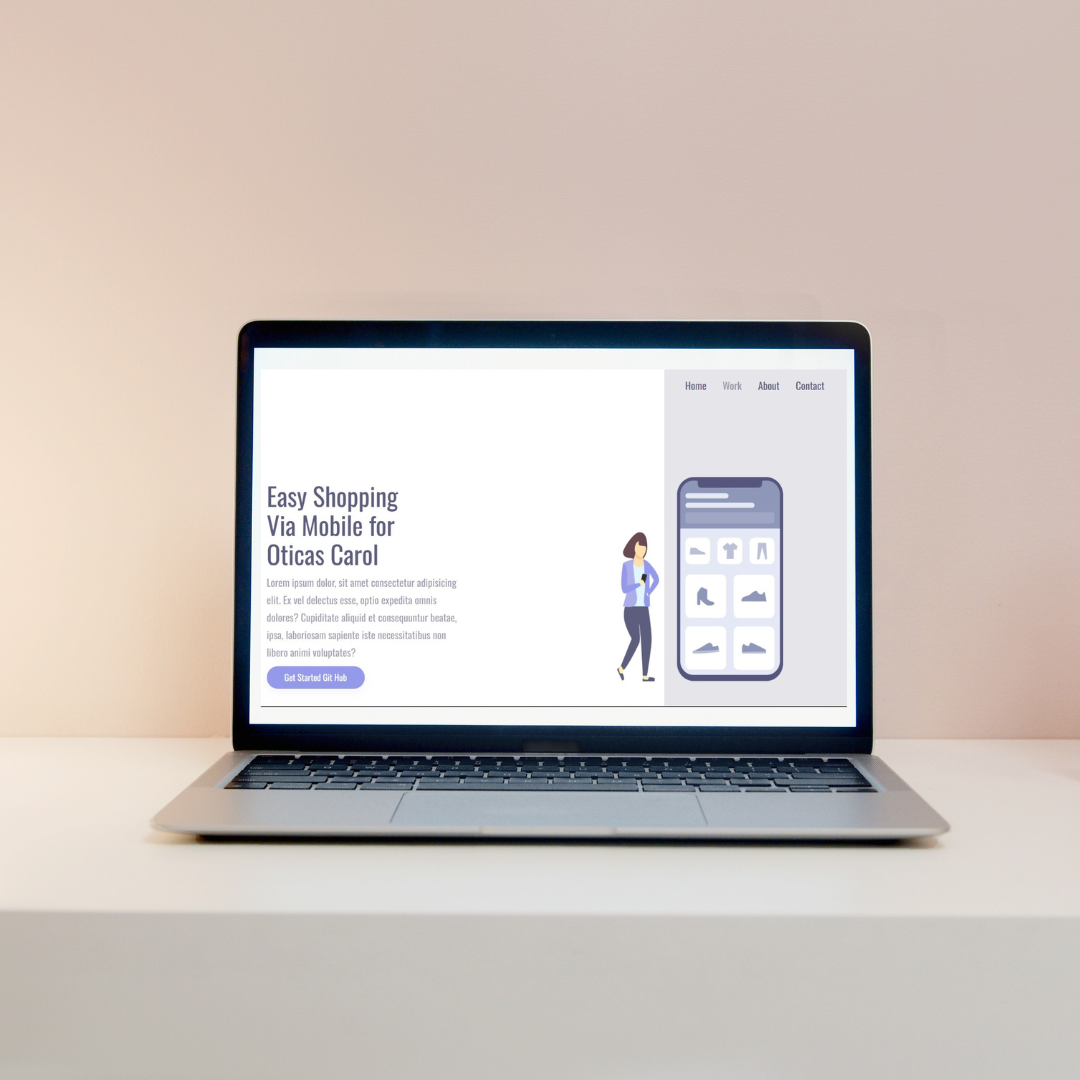 Home Work About Contact
Easy Shopping
Via Mobile for
Oticas Carol
Lorem ipsum dolor, sit amet consectetur adipisicing
elit. Ex vel delectus esse, optio expedita omnis
dolores? Cupiditate aliquid et consequuntur beatae,
ipsa, laboriosam sapiente iste necessitatibus non
libero animi voluptates?
Get Started Git Hub